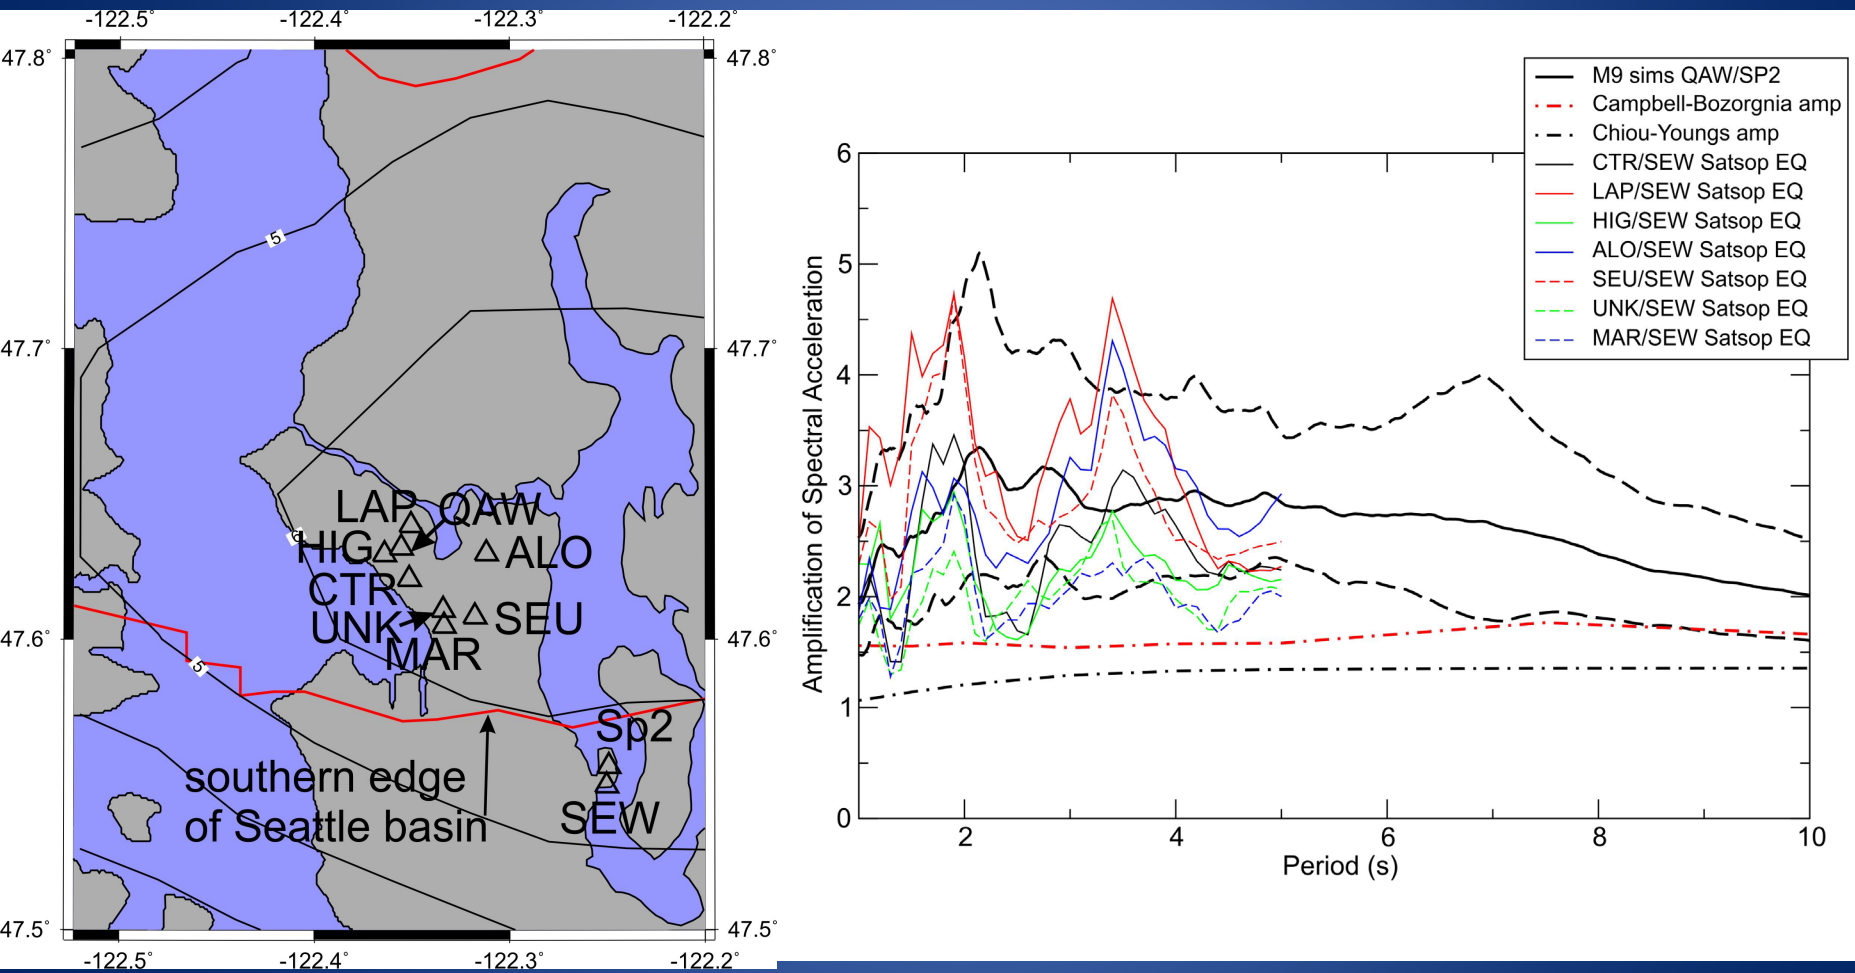 -122.5°
-122.4°
-122.3°
-122.2°
47.8°
47.8°
5
47.7°
47.7°
LAP
QAW
6
HIG
ALO
CTR
UNK
SEU
MAR
47.6°
47.6°
5
Sp2
southern edge
of Seattle basin
SEW
47.5°
47.5°
-122.5°
-122.4°
-122.3°
-122.2°
M9 sims QAW/SP2
Campbell-Bozorgnia amp
Chiou-Youngs amp
CTR/SEW Satsop EQ
LAP/SEW Satsop EQ
HIG/SEW Satsop EQ
ALO/SEW Satsop EQ
SEU/SEW Satsop EQ
UNK/SEW Satsop EQ
MAR/SEW Satsop EQ
Amplification of Spectral Acceleration
6
5
4
3
2
1
0
2
4
6
8
10
Period (s)